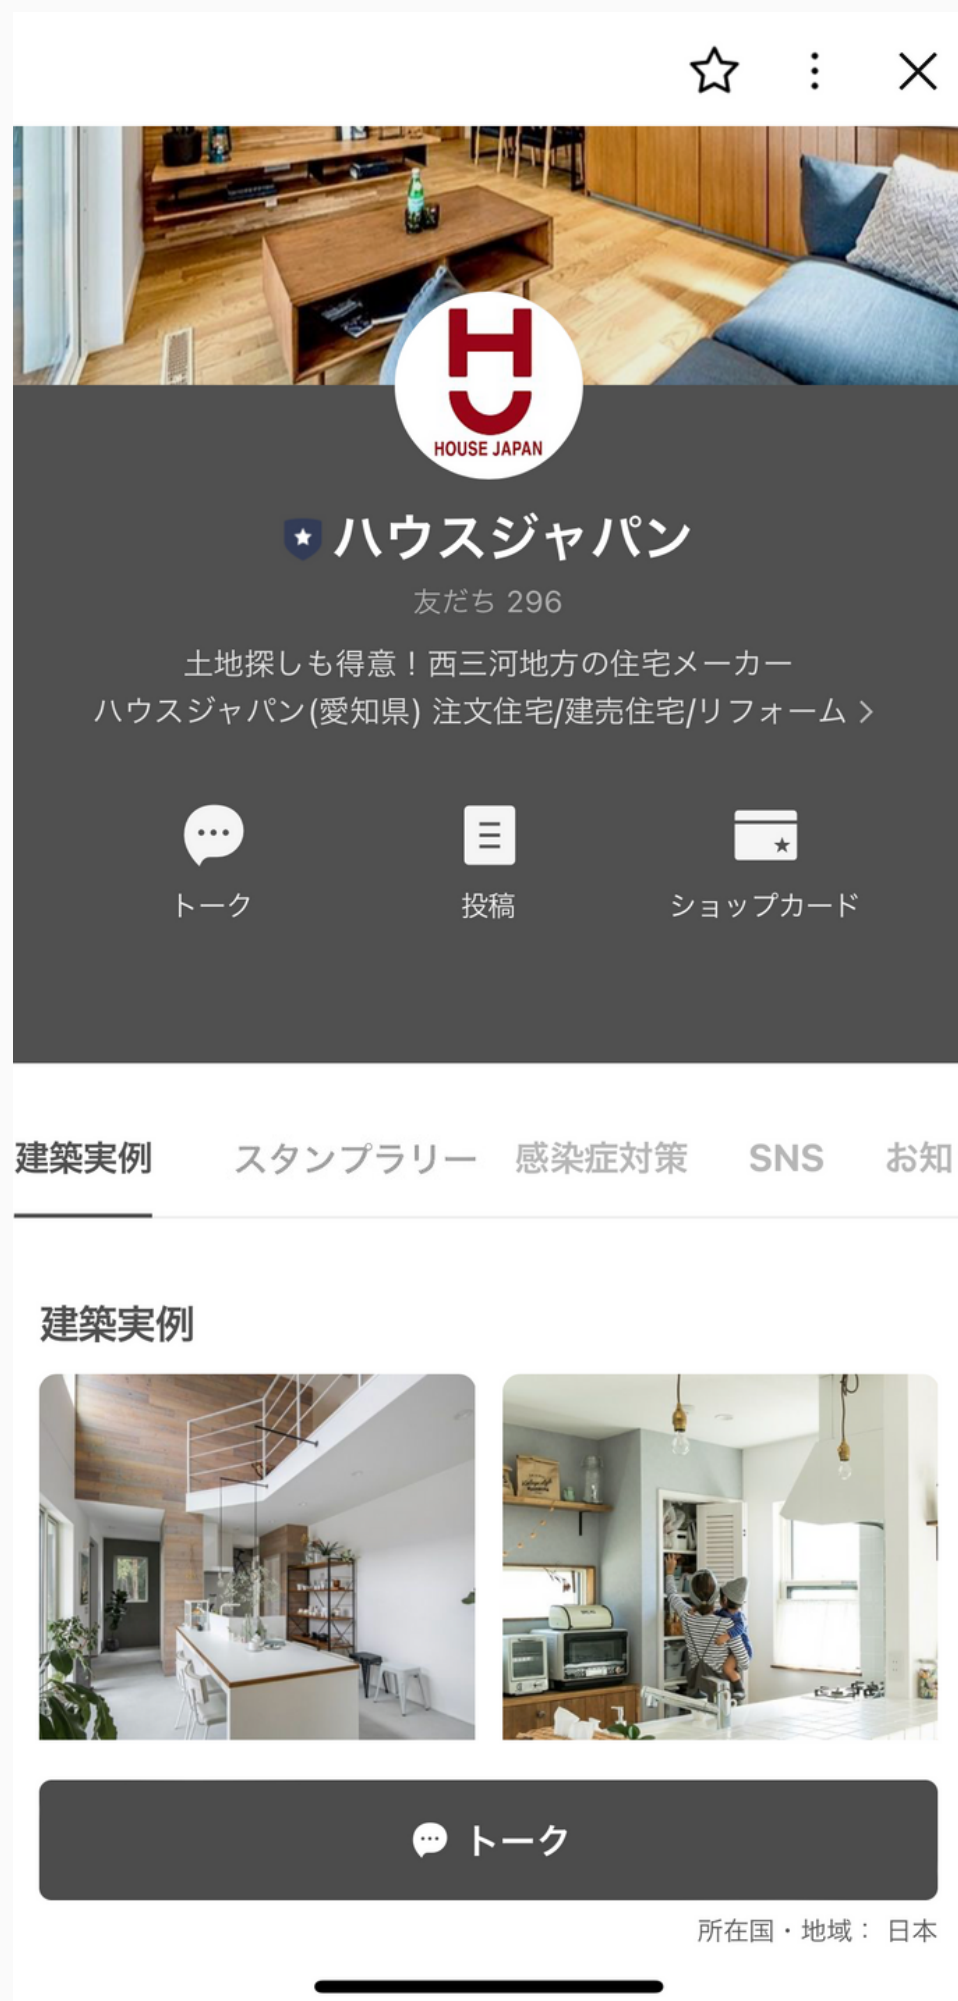 HOUSE JAPAN
ハウスジャパン
友だち 296
土地探しも得意！西三河地方の住宅メーカー
ハウスジャパン(愛知県) 注文住宅/建売住宅/リフォーム
トーク
投稿
ショップカード
建築実例
スタンプラリー
感染症対策
SNS
お知
建築実例
トーク
所在国・地域： 日本